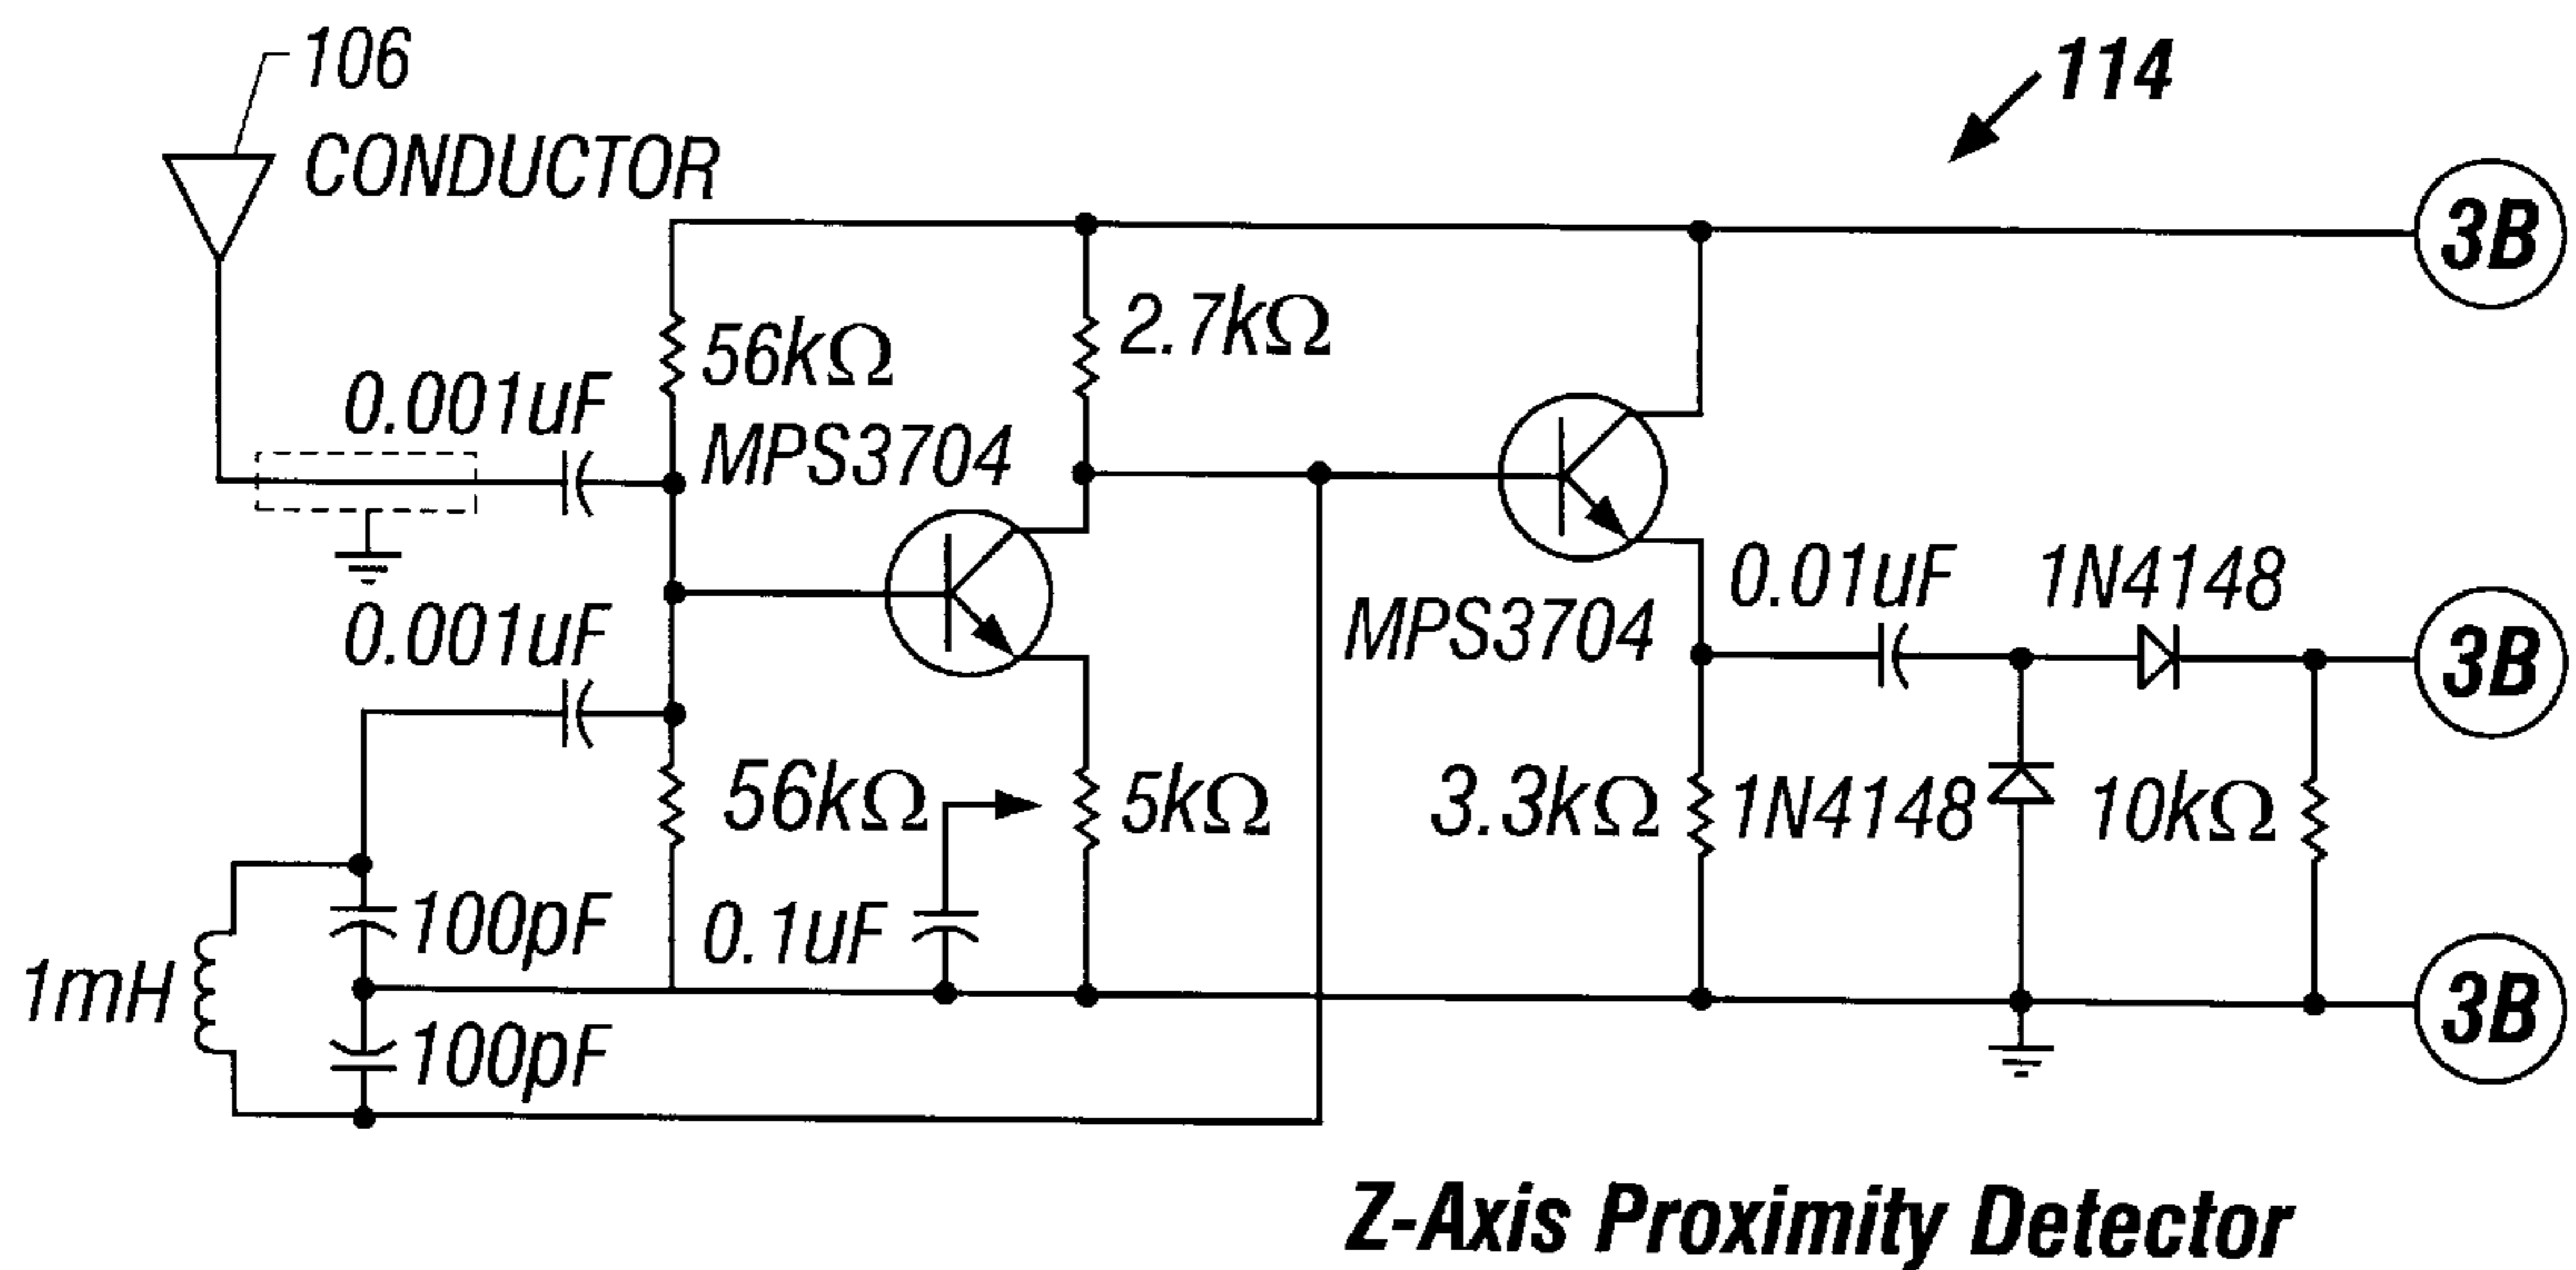 106
CONDUCTOR
114
3B
56kΩ
2.7kΩ
0.001uF
MPS3704
0.001uF
MPS3704
0.01uF
1N4148
3B
56kΩ
5kΩ
3.3kΩ
1N4148
10kΩ
100pF
0.1uF
1mH
100pF
3B
Z-Axis Proximity Detector